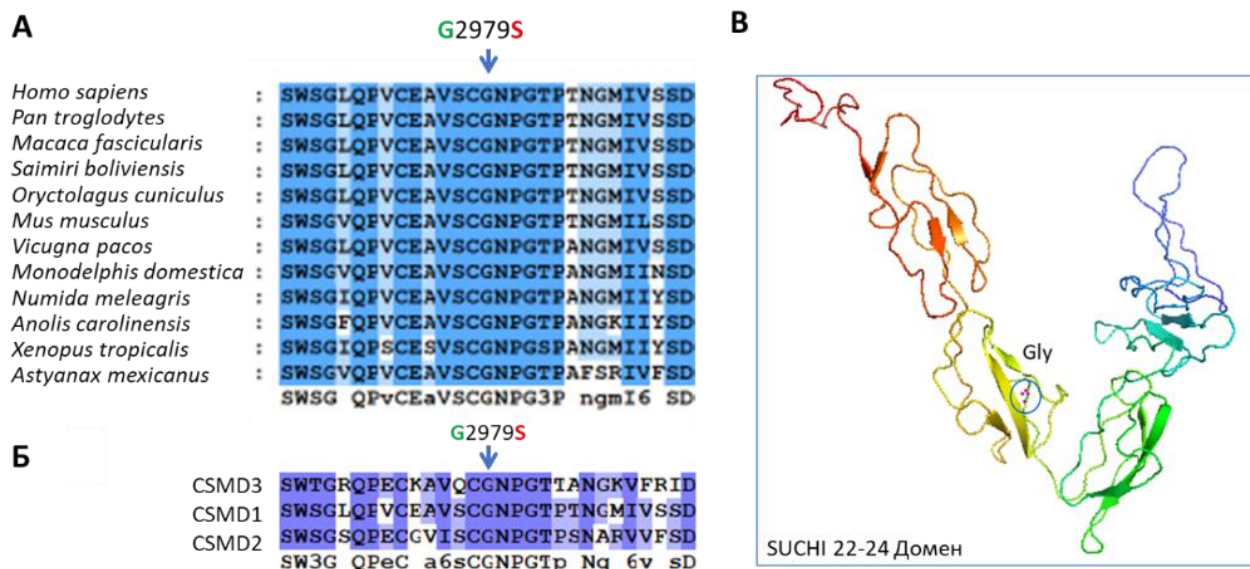 А
G2979S
Homo sapiens : SWSGLQPVCEAVSCGNPGTPTNGMIVSSD
Pan troglodytes : SWSGLQPVCEAVSCGNPGTPTNGMIVSSD
Macaca fascicularis : SWSGLQPVCEAVSCGNPGTPTNGMIVSSD
Saimiri boliviensis : SWSGLQPVCEAVSCGNPGTPTNGMIVSSD
Oryctolagus cuniculus : SWSGLQPVCEAVSCGNPGTPTNGMIVSSD
Mus musculus : SWSGVQPVCEAVSCGNPGTPTNGMILSSD
Vicugna pacos : SWSGLQPVCEAVSCGNPGTPANGMIVSSD
Monodelphis domestica : SWSGVQPVCEAVSCGNPGTPANGMIINSD
Numida meleagris : SWSGIQPVCEAVSCGNPGTPANGMIIYSD
Anolis carolinensis : SWSGFQPVCEAVSCGNPGTPANGKIIYSD
Xenopus tropicalis : SWSGIQPSCESVSCGNPGSPANGMIVYSD
Astyanax mexicanus : SWSGVQPVCEAVSCGNPGTPAFSRIVFSD
SWSG QPvCEaVSCGNPG3P ngmI6 SD
Б
G2979S
CSMD3 SWTGRQPECKAVQCGNPGTTANGKVFRID
CSMD1 SWSGLQPVCEAVSCGNPGTPTNGMIVSSD
CSMD2 SWSGSQPECGVISCGNPGTPSNARVVFSD
SW3G QPeC a6sCGNPGTp Ng 6v sD
В
Gly
SUCHI 22-24 Домен